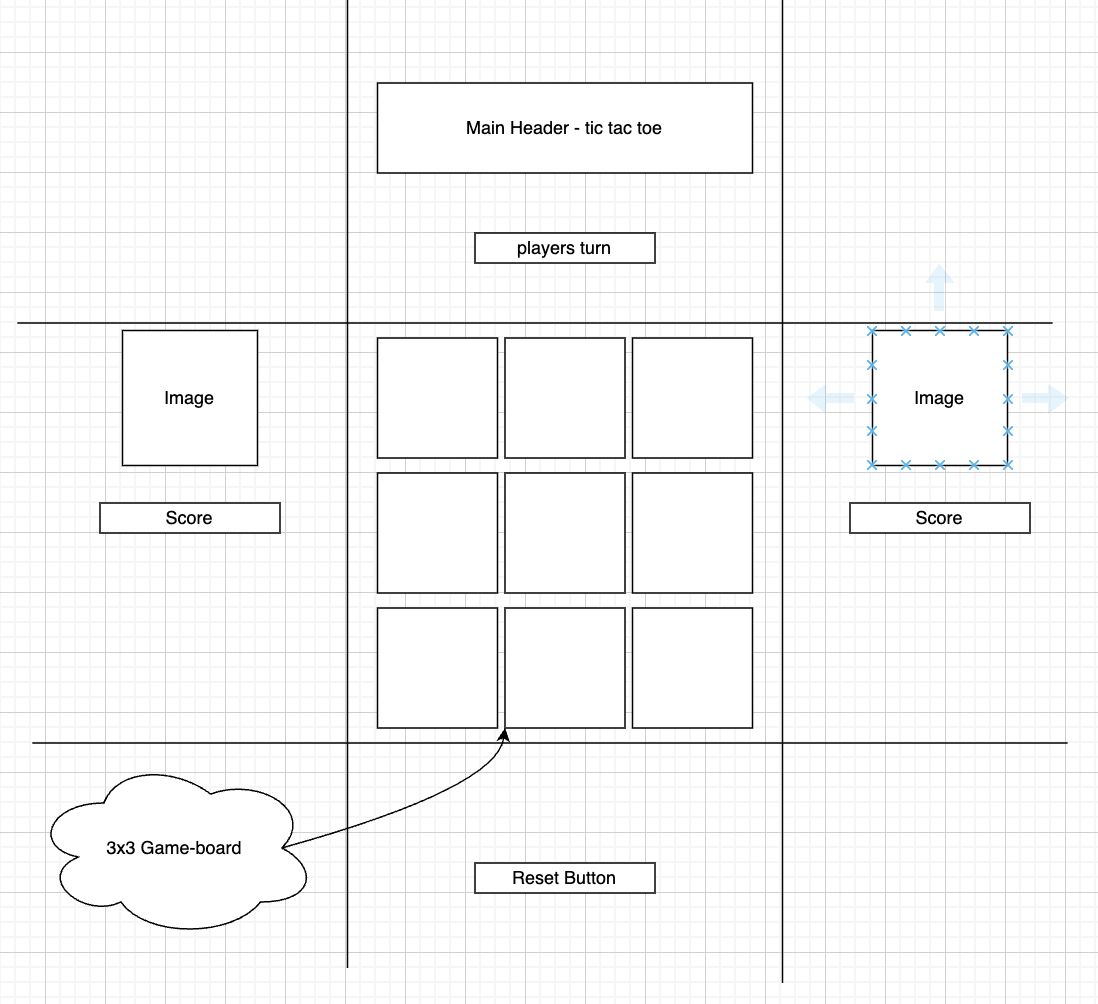 Main Header - tic tac toe
players turn
Image
Image
Score
Score
3x3 Game-board
Reset Button